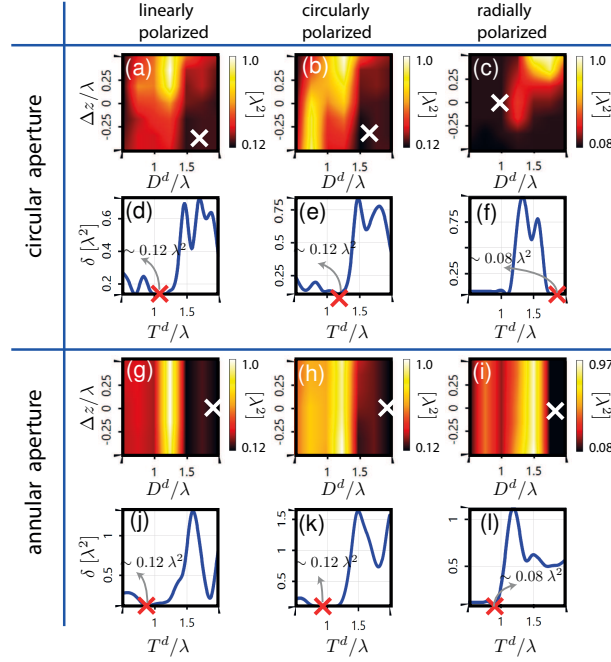 linearly polarized
circularly polarized
radially polarized
circular aperture
(a)
(b)
(c)
Δz/λ
0.25
0
-0.25
1
1.5
1
1.5
1
1.5
D^d/λ
D^d/λ
D^d/λ
1.0
0.12
[λ²]
1.0
0.12
[λ²]
1.0
0.08
[λ²]
(d)
(e)
(f)
δ [λ²]
0.6
0.4
0.2
0.75
0.25
0.75
0.25
~ 0.12 λ²
~ 0.12 λ²
~ 0.08 λ²
1
1.5
1
1.5
1
1.5
T^d/λ
T^d/λ
T^d/λ
annular aperture
(g)
(h)
(i)
Δz/λ
0.25
0
-0.25
1
1.5
1
1.5
1
1.5
D^d/λ
D^d/λ
D^d/λ
1.0
0.12
[λ²]
1.0
0.12
[λ²]
0.97
0.08
[λ²]
(j)
(k)
(l)
δ [λ²]
1
0.5
1.5
1
0.5
1
0.5
~ 0.12 λ²
~ 0.12 λ²
~ 0.08 λ²
1
1.5
1
1.5
1
1.5
T^d/λ
T^d/λ
T^d/λ